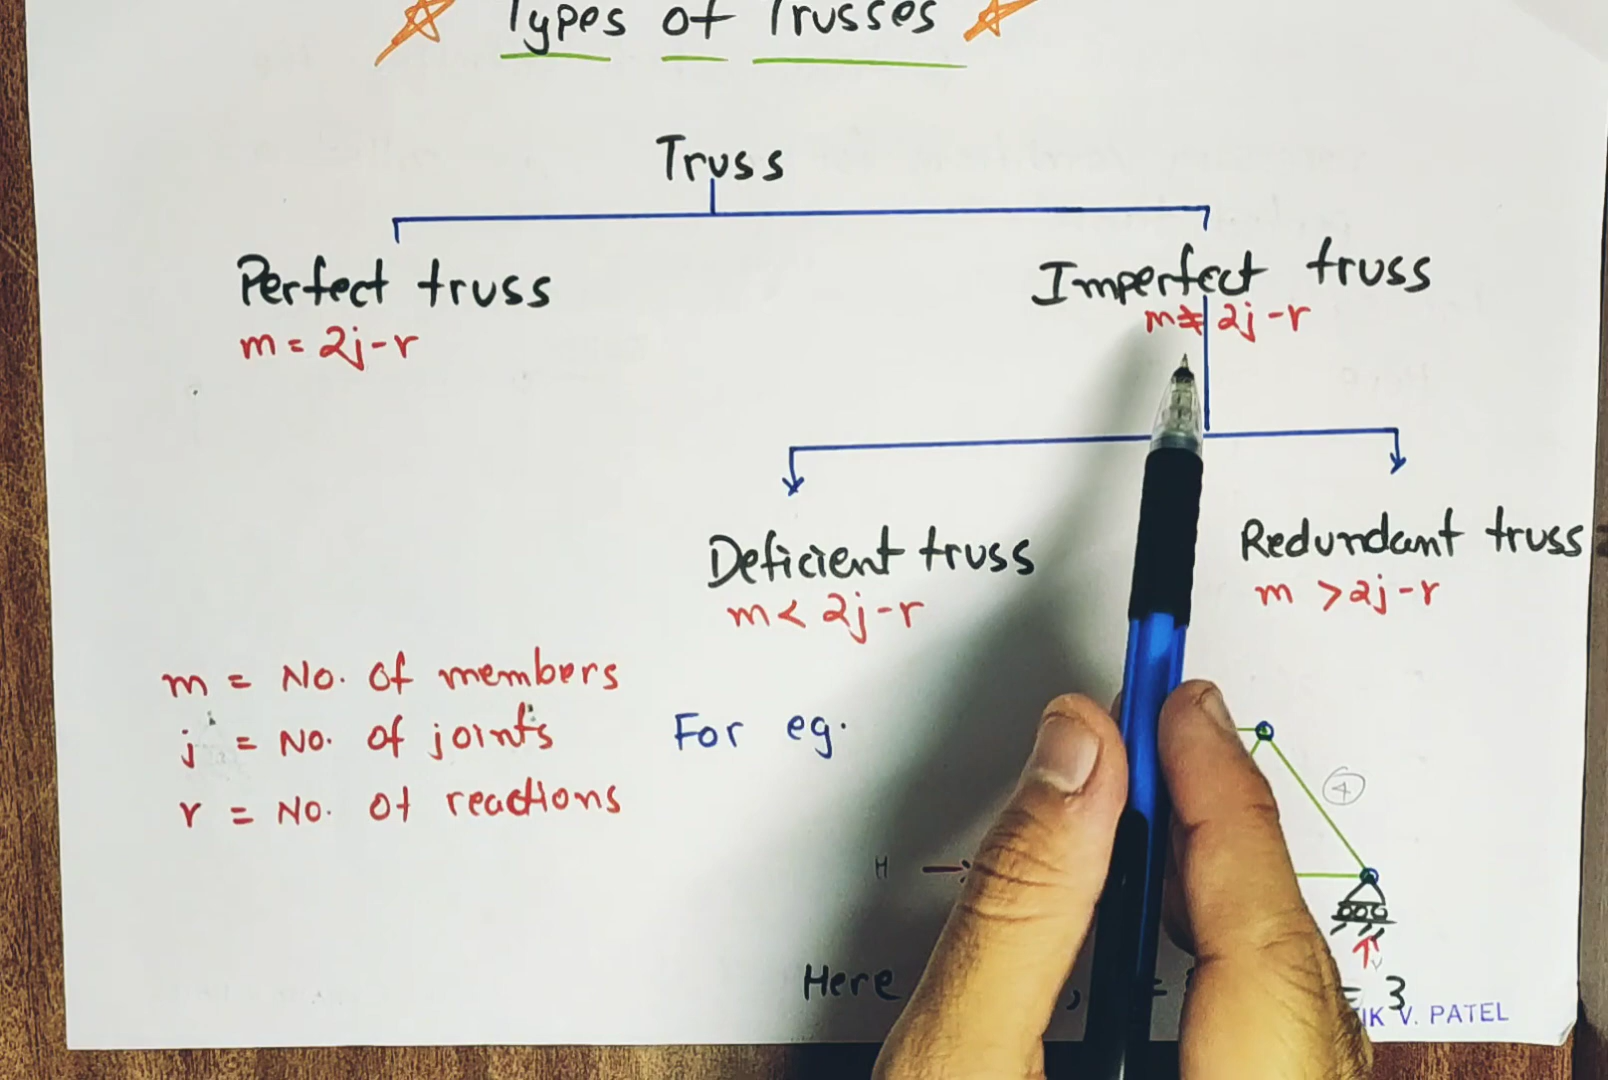 Types of Trusses
Truss
Perfect truss
m = 2j-r
Imperfect truss
m ≠ 2j-r
Deficient truss
m < 2j-r
Redundant truss
m > 2j-r
m = No. of members
j = No. of joints
r = No. of reactions
For eg.
4
H
V
Here , = = 3
IK V. PATEL